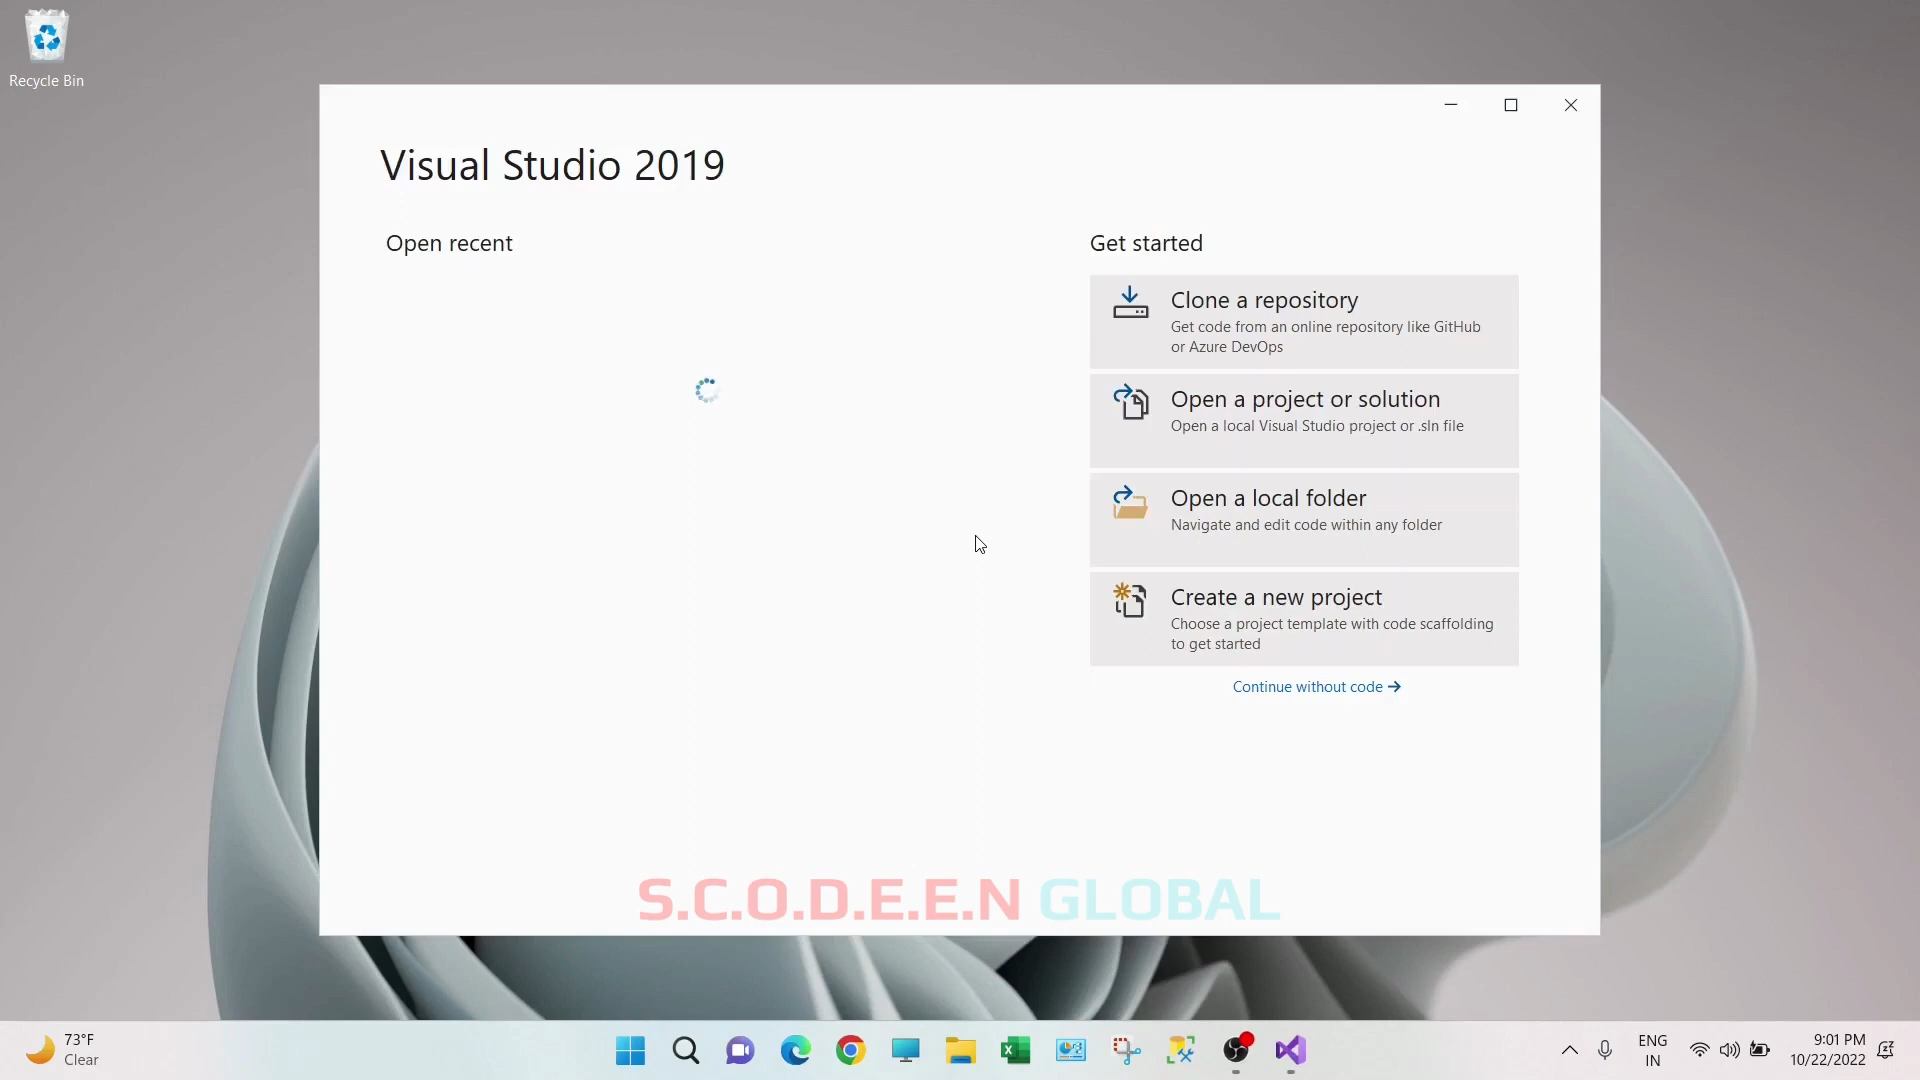 Recycle Bin
Visual Studio 2019
Open recent
Get started
Clone a repository
Get code from an online repository like GitHub
or Azure DevOps
Open a project or solution
Open a local Visual Studio project or .sln file
Open a local folder
Navigate and edit code within any folder
Create a new project
Choose a project template with code scaffolding
to get started
Continue without code →
S.C.O.D.E.E.N GLOBAL
73°F
Clear
ENG
IN
9:01 PM
10/22/2022